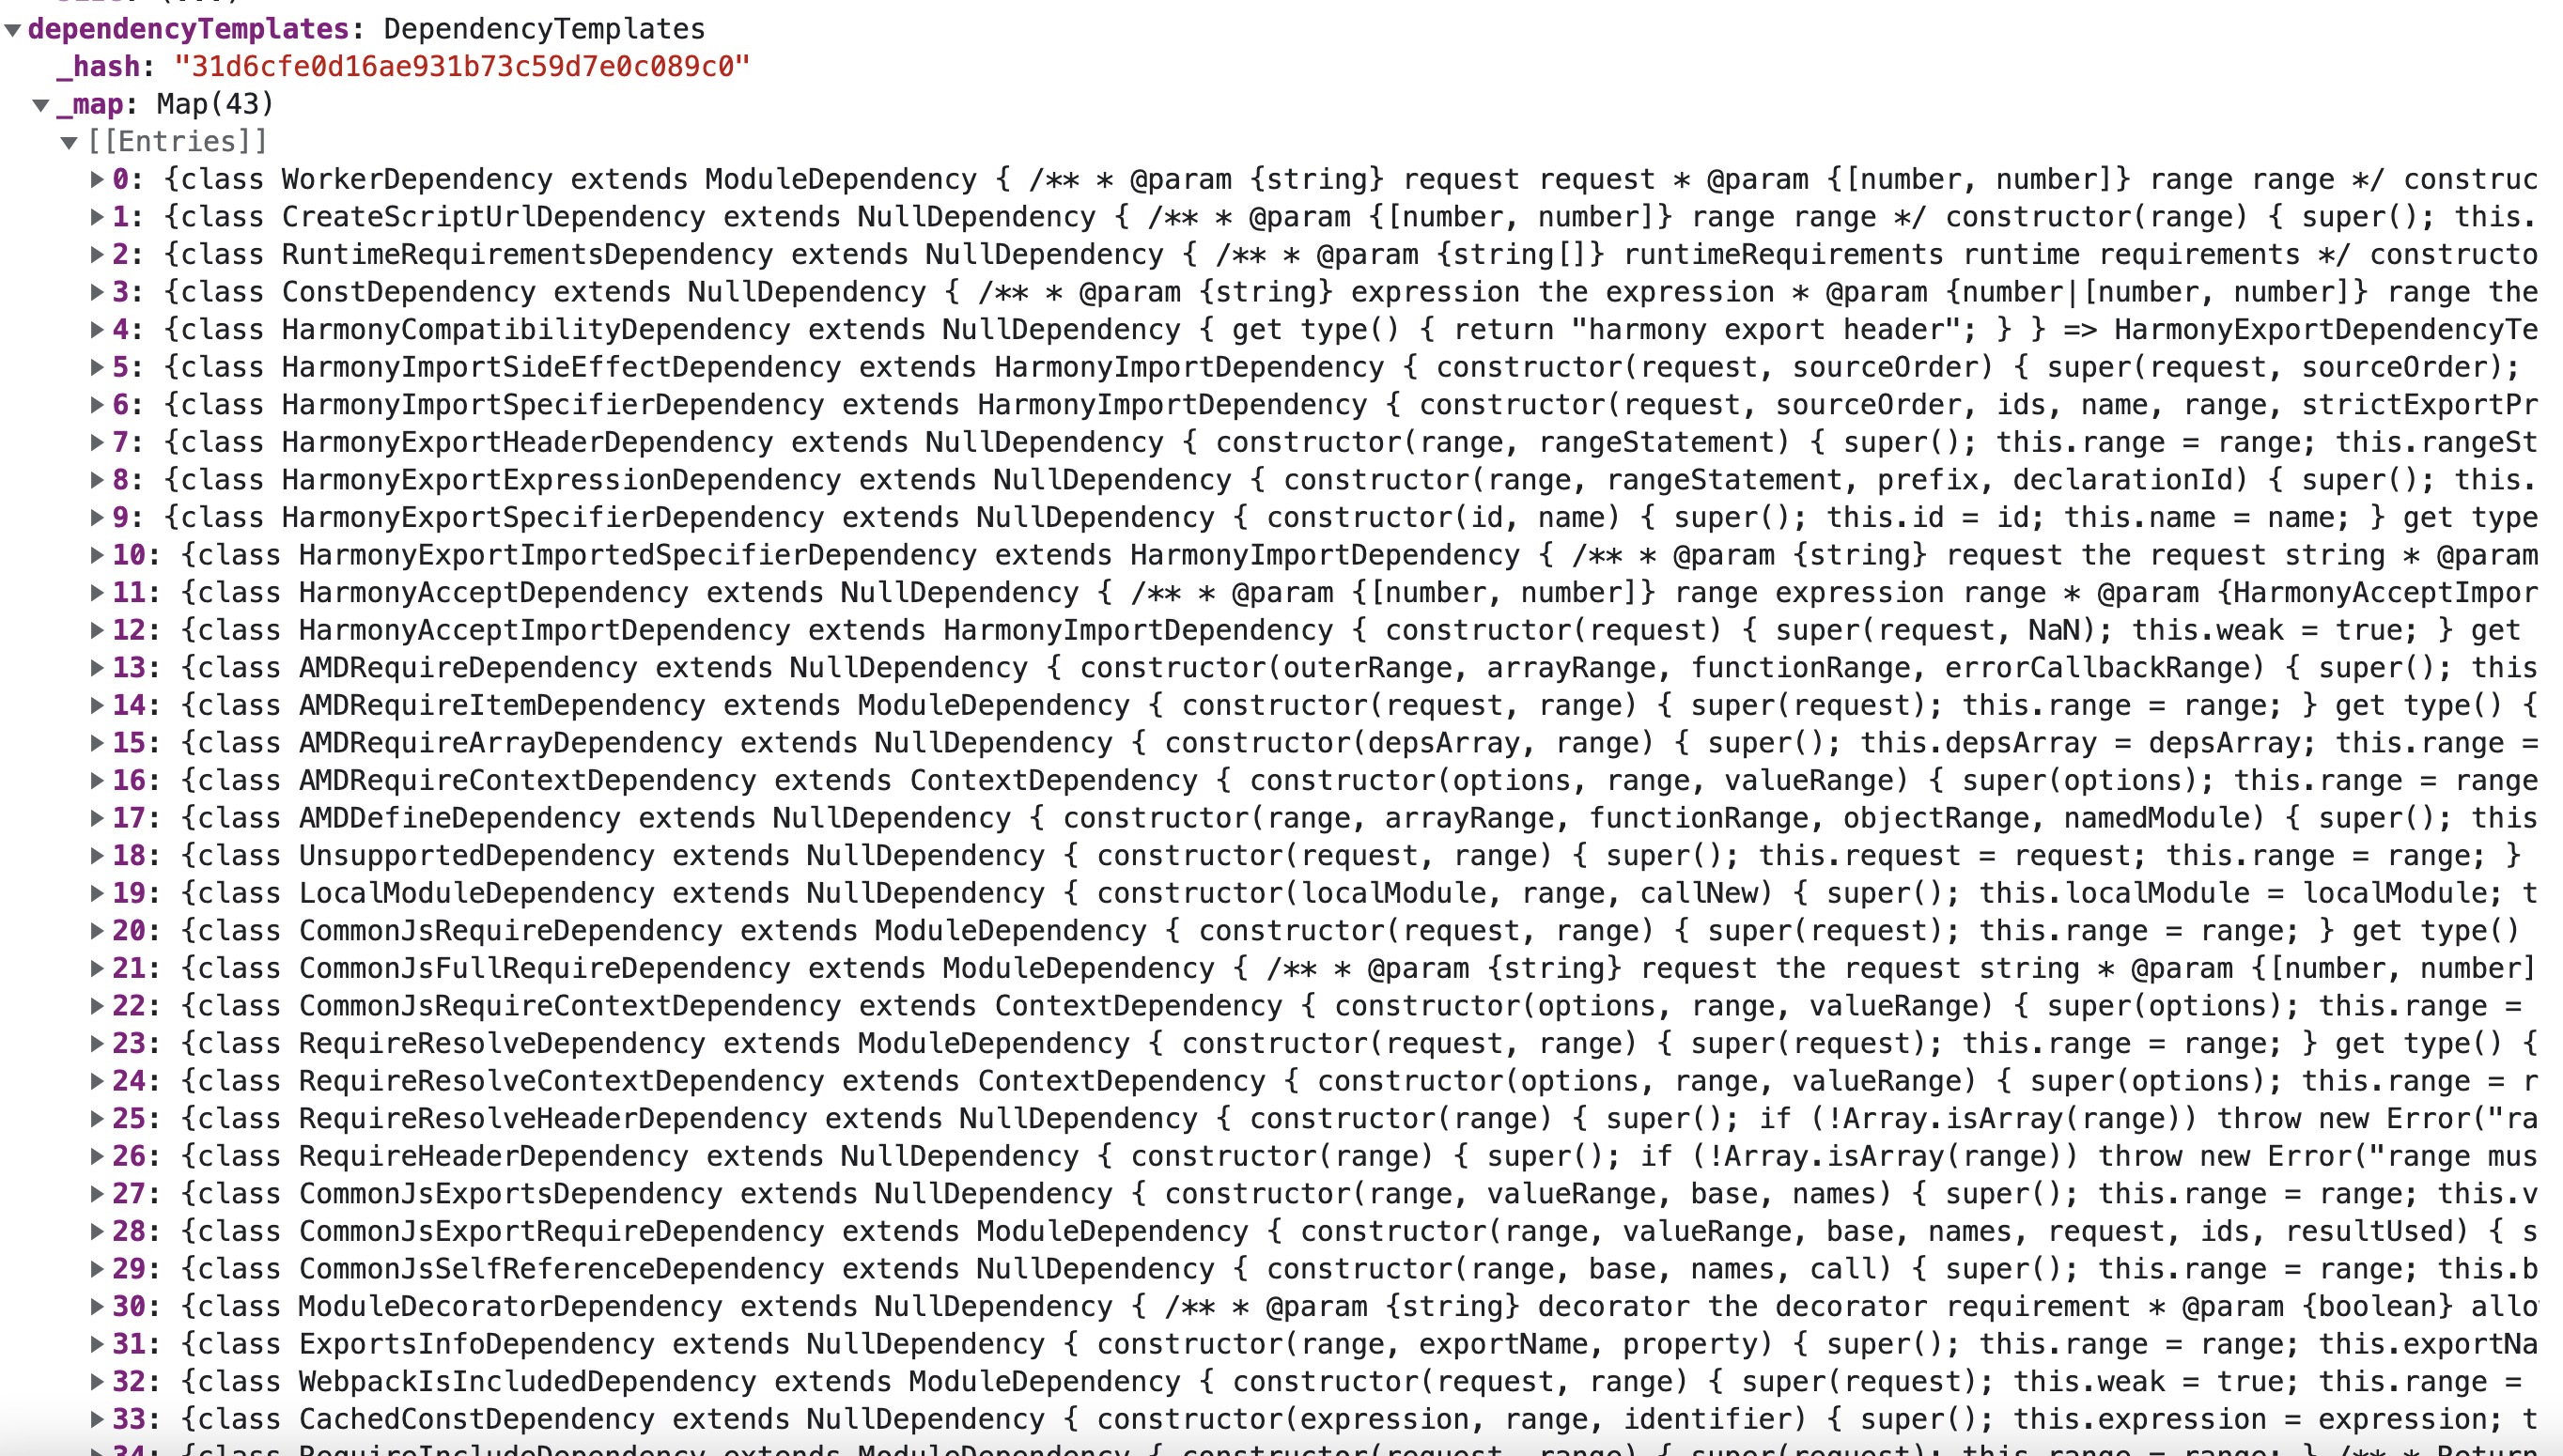 dependencyTemplates: DependencyTemplates
_hash: "31d6cfe0d16ae931b73c59d7e0c089c0"
_map: Map(43)
[[Entries]]
0: {class WorkerDependency extends ModuleDependency { /** * @param {string} request request * @param {[number, number]} range range */ construc
1: {class CreateScriptUrlDependency extends NullDependency { /** * @param {[number, number]} range range */ constructor(range) { super(); this.
2: {class RuntimeRequirementsDependency extends NullDependency { /** * @param {string[]} runtimeRequirements runtime requirements */ constructo
3: {class ConstDependency extends NullDependency { /** * @param {string} expression the expression * @param {number|[number, number]} range the
4: {class HarmonyCompatibilityDependency extends NullDependency { get type() { return "harmony export header"; } } => HarmonyExportDependencyTe
5: {class HarmonyImportSideEffectDependency extends HarmonyImportDependency { constructor(request, sourceOrder) { super(request, sourceOrder);
6: {class HarmonyImportSpecifierDependency extends HarmonyImportDependency { constructor(request, sourceOrder, ids, name, range, strictExportPr
7: {class HarmonyExportHeaderDependency extends NullDependency { constructor(range, rangeStatement) { super(); this.range = range; this.rangeSt
8: {class HarmonyExportExpressionDependency extends NullDependency { constructor(range, rangeStatement, prefix, declarationId) { super(); this.
9: {class HarmonyExportSpecifierDependency extends NullDependency { constructor(id, name) { super(); this.id = id; this.name = name; } get type
10: {class HarmonyExportImportedSpecifierDependency extends HarmonyImportDependency { /** * @param {string} request the request string * @param
11: {class HarmonyAcceptDependency extends NullDependency { /** * @param {[number, number]} range expression range * @param {HarmonyAcceptImpor
12: {class HarmonyAcceptImportDependency extends HarmonyImportDependency { constructor(request) { super(request, NaN); this.weak = true; } get
13: {class AMDRequireDependency extends NullDependency { constructor(outerRange, arrayRange, functionRange, errorCallbackRange) { super(); this
14: {class AMDRequireItemDependency extends ModuleDependency { constructor(request, range) { super(request); this.range = range; } get type() {
15: {class AMDRequireArrayDependency extends NullDependency { constructor(depsArray, range) { super(); this.depsArray = depsArray; this.range =
16: {class AMDRequireContextDependency extends ContextDependency { constructor(options, range, valueRange) { super(options); this.range = range
17: {class AMDDefineDependency extends NullDependency { constructor(range, arrayRange, functionRange, objectRange, namedModule) { super(); this
18: {class UnsupportedDependency extends NullDependency { constructor(request, range) { super(); this.request = request; this.range = range; }
19: {class LocalModuleDependency extends NullDependency { constructor(localModule, range, callNew) { super(); this.localModule = localModule; t
20: {class CommonJsRequireDependency extends ModuleDependency { constructor(request, range) { super(request); this.range = range; } get type()
21: {class CommonJsFullRequireDependency extends ModuleDependency { /** * @param {string} request the request string * @param {[number, number]
22: {class CommonJsRequireContextDependency extends ContextDependency { constructor(options, range, valueRange) { super(options); this.range =
23: {class RequireResolveDependency extends ModuleDependency { constructor(request, range) { super(request); this.range = range; } get type() {
24: {class RequireResolveContextDependency extends ContextDependency { constructor(options, range, valueRange) { super(options); this.range = r
25: {class RequireResolveHeaderDependency extends NullDependency { constructor(range) { super(); if (!Array.isArray(range)) throw new Error("ra
26: {class RequireHeaderDependency extends NullDependency { constructor(range) { super(); if (!Array.isArray(range)) throw new Error("range mus
27: {class CommonJsExportsDependency extends NullDependency { constructor(range, valueRange, base, names) { super(); this.range = range; this.v
28: {class CommonJsExportRequireDependency extends ModuleDependency { constructor(range, valueRange, base, names, request, ids, resultUsed) { s
29: {class CommonJsSelfReferenceDependency extends NullDependency { constructor(range, base, names, call) { super(); this.range = range; this.b
30: {class ModuleDecoratorDependency extends NullDependency { /** * @param {string} decorator the decorator requirement * @param {boolean} allo
31: {class ExportsInfoDependency extends NullDependency { constructor(range, exportName, property) { super(); this.range = range; this.exportNa
32: {class WebpackIsIncludedDependency extends ModuleDependency { constructor(request, range) { super(request); this.weak = true; this.range =
33: {class CachedConstDependency extends NullDependency { constructor(expression, range, identifier) { super(); this.expression = expression; t
34: {class RequireIncludeDependency extends ModuleDependency { constructor(request, range) { super(request); this.range = range; } /** * Return